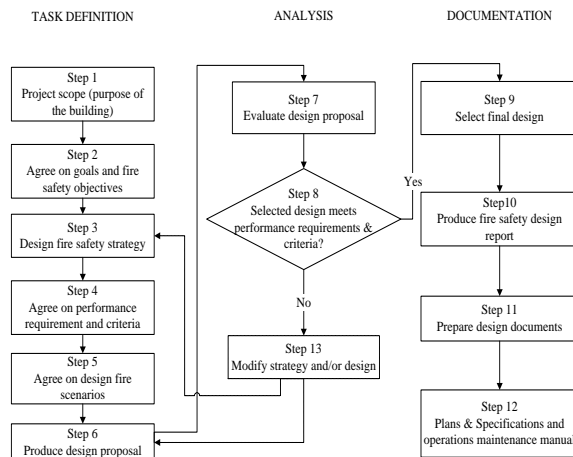 TASK DEFINITION
Step 1
Project scope (purpose of
the building)
Step 2
Agree on goals and fire
safety objectives
Step 3
Design fire safety strategy
Step 4
Agree on performance
requirement and criteria
Step 5
Agree on design fire
scenarios
Step 6
Produce design proposal
ANALYSIS
Step 7
Evaluate design proposal
Step 8
Selected design meets
performance requirements &
criteria?
Yes
No
Step 13
Modify strategy and/or design
DOCUMENTATION
Step 9
Select final design
Step10
Produce fire safety design
report
Step 11
Prepare design documents
Step 12
Plans & Specifications and
operations maintenance manual